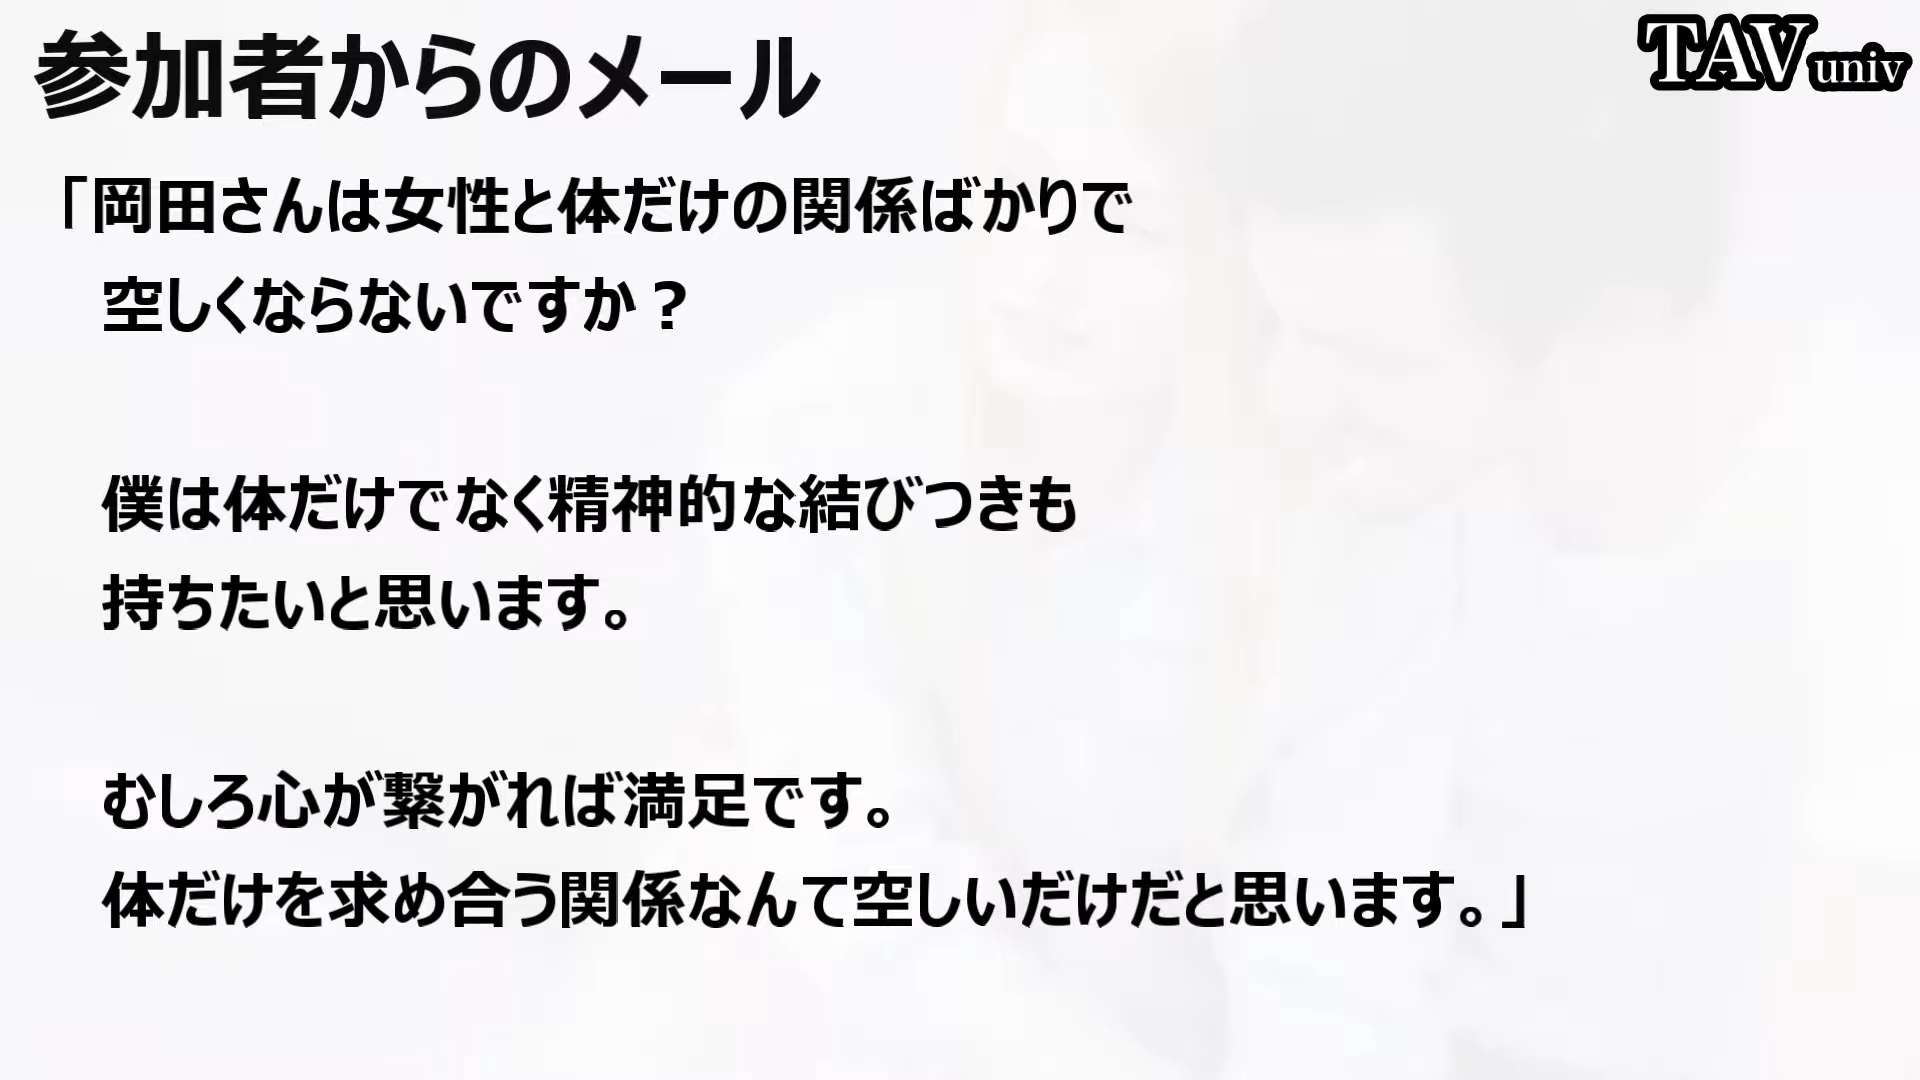 参加者からのメール
TAV univ
「岡田さんは女性と体だけの関係ばかりで
空しくならないですか？
僕は体だけでなく精神的な結びつきも
持ちたいと思います。
むしろ心が繋がれば満足です。
体だけを求め合う関係なんて空しいだけだと思います。」